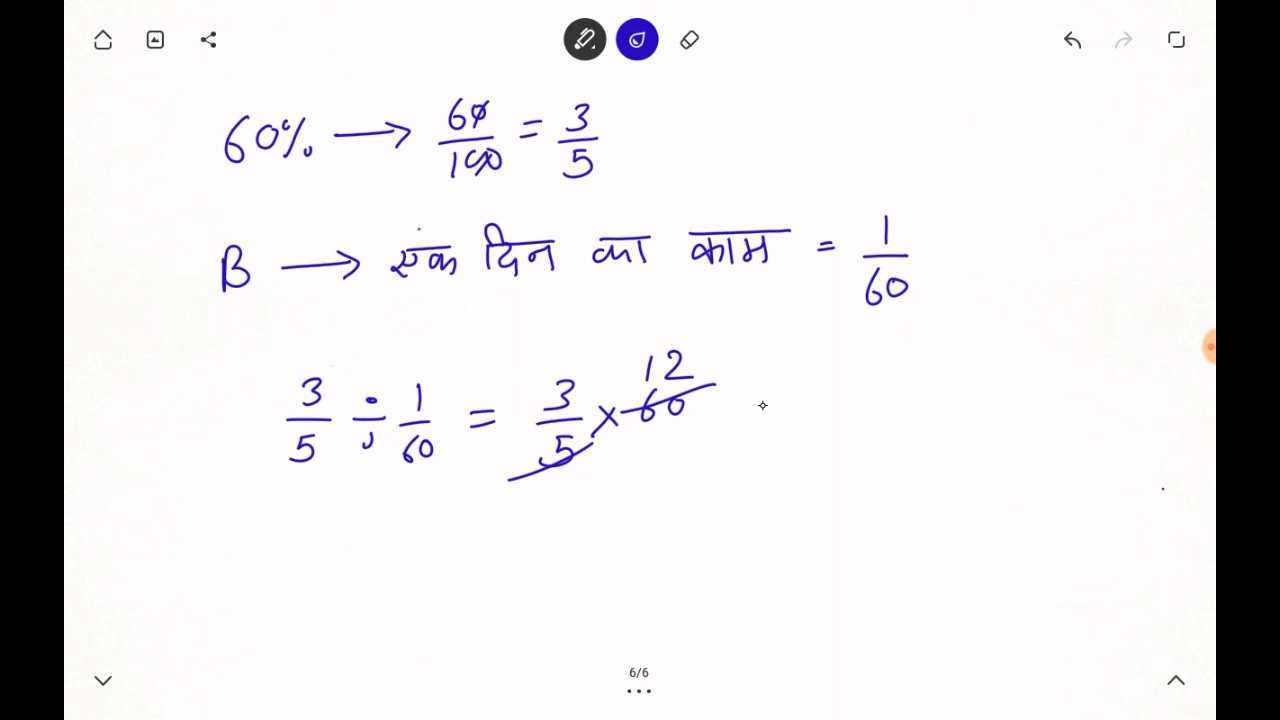 60% → 60/100 = 3/5
B → एक दिन का काम = 1/60
3/5 ÷ 1/60 = 3/5 × 60 12
6/6